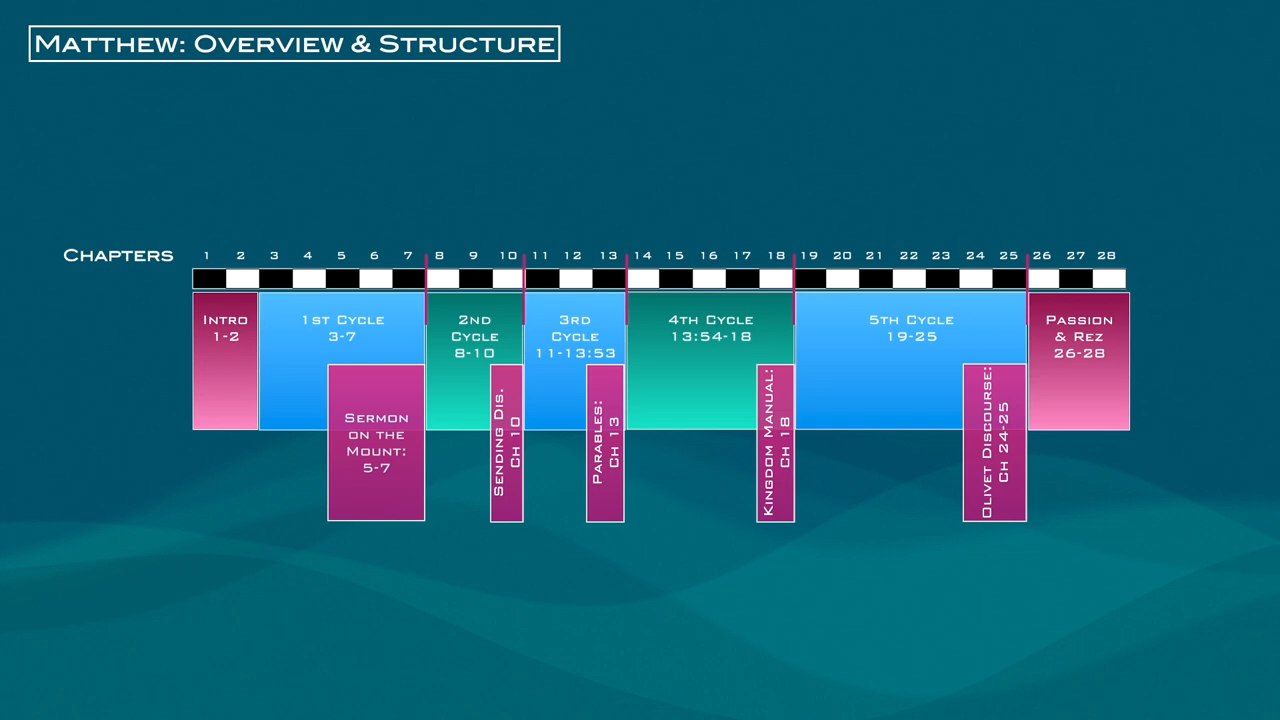 Matthew: Overview & Structure
Chapters 1 2 3 4 5 6 7 8 9 10 11 12 13 14 15 16 17 18 19 20 21 22 23 24 25 26 27 28
Intro
1-2
1st Cycle
3-7
2nd
Cycle
8-10
3rd
Cycle
11-13:53
4th Cycle
13:54-18
5th Cycle
19-25
Passion
& Rez
26-28
Sermon
on the
Mount:
5-7
Sending Dis.
Ch 10
Parables:
Ch 13
Kingdom Manual:
Ch 18
Olivet Discourse:
Ch 24-25